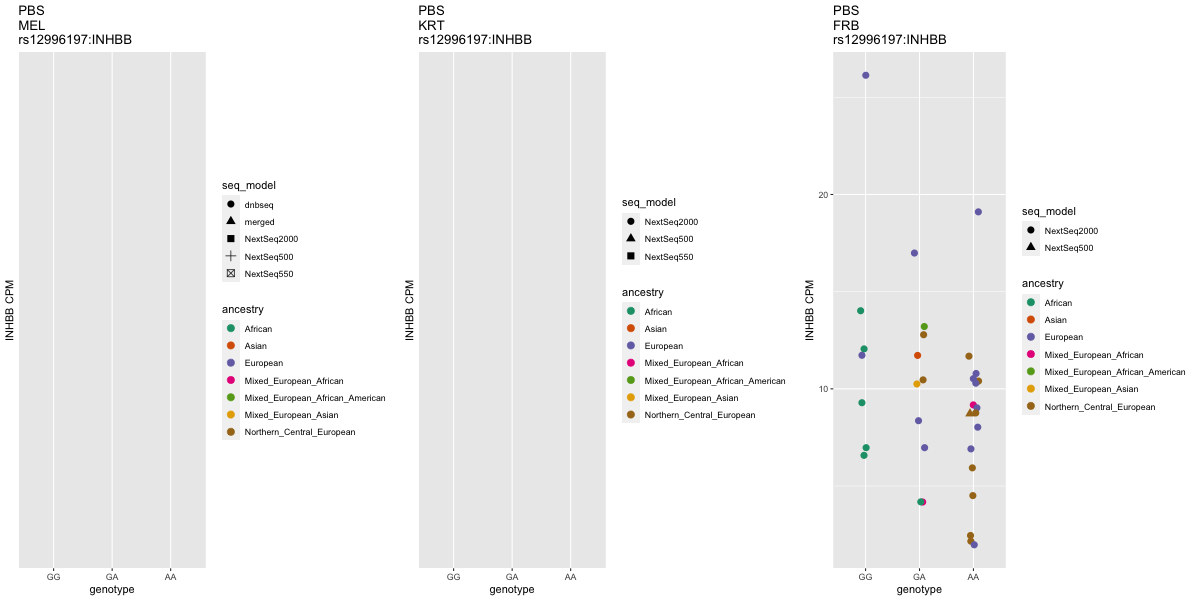 PBS
MEL
rs12996197:INHBB
INHBB CPM
GG
GA
AA
genotype
seq_model
dnbseq
merged
NextSeq2000
NextSeq500
NextSeq550
ancestry
African
Asian
European
Mixed_European_African
Mixed_European_African_American
Mixed_European_Asian
Northern_Central_European
PBS
KRT
rs12996197:INHBB
INHBB CPM
GG
GA
AA
genotype
seq_model
NextSeq2000
NextSeq500
NextSeq550
ancestry
African
Asian
European
Mixed_European_African
Mixed_European_African_American
Mixed_European_Asian
Northern_Central_European
PBS
FRB
rs12996197:INHBB
INHBB CPM
20
10
GG
GA
AA
genotype
seq_model
NextSeq2000
NextSeq500
ancestry
African
Asian
European
Mixed_European_African
Mixed_European_African_American
Mixed_European_Asian
Northern_Central_European